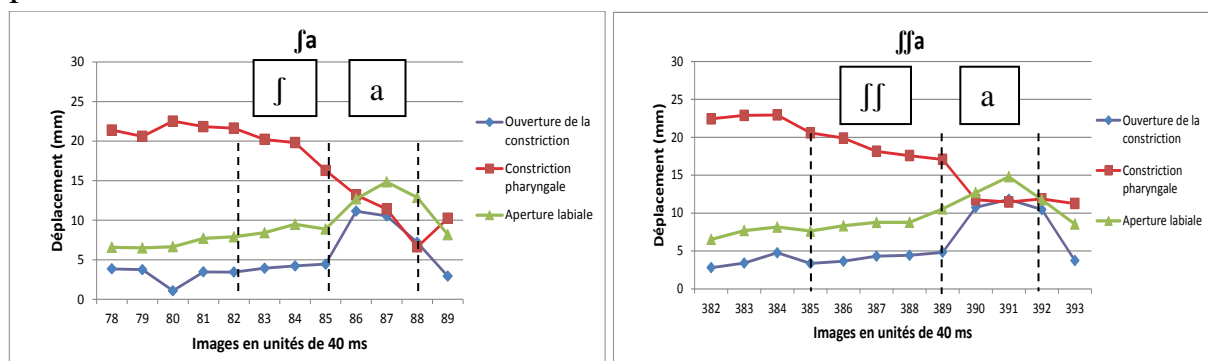 ʃa
ʃ
a
Déplacement (mm)
30
25
20
15
10
5
0
78 79 80 81 82 83 84 85 86 87 88 89
Images en unités de 40 ms
Ouverture de la
constriction
Constriction
pharyngale
Aperture labiale
ʃʃa
ʃʃ
a
Déplacement (mm)
30
25
20
15
10
5
0
382 383 384 385 386 387 388 389 390 391 392 393
Images en unités de 40 ms
Ouverture de la
constriction
Constriction
pharyngale
Aperture labiale